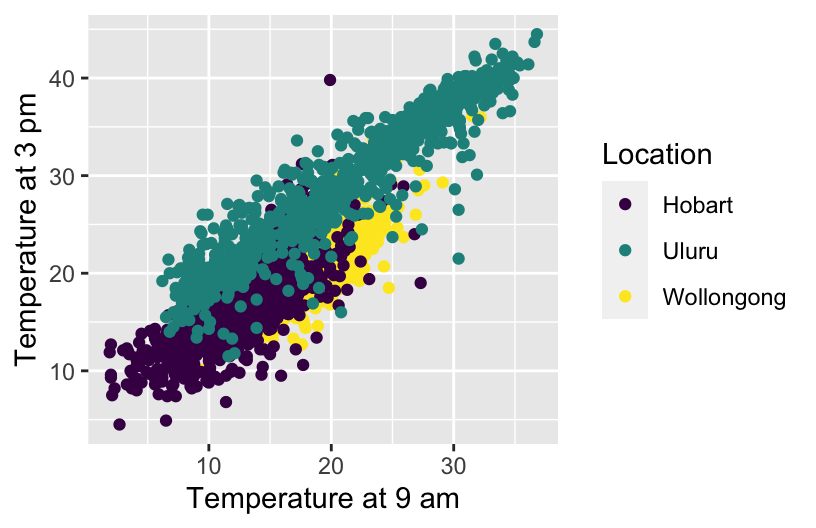 Temperature at 3 pm
40
30
20
10
10 20 30
Temperature at 9 am
Location
Hobart
Uluru
Wollongong